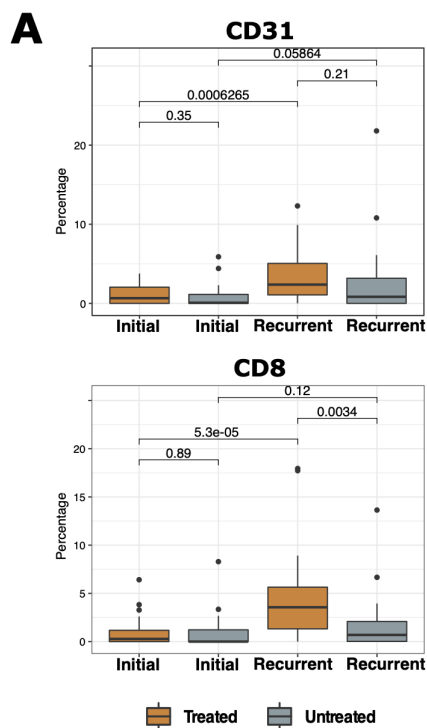 A
CD31
0.05864
0.21
0.0006265
0.35
20
10
0
Percentage
Initial Initial Recurrent Recurrent
CD8
0.12
0.0034
5.3e-05
0.89
20
15
10
5
0
Percentage
Initial Initial Recurrent Recurrent
Treated Untreated